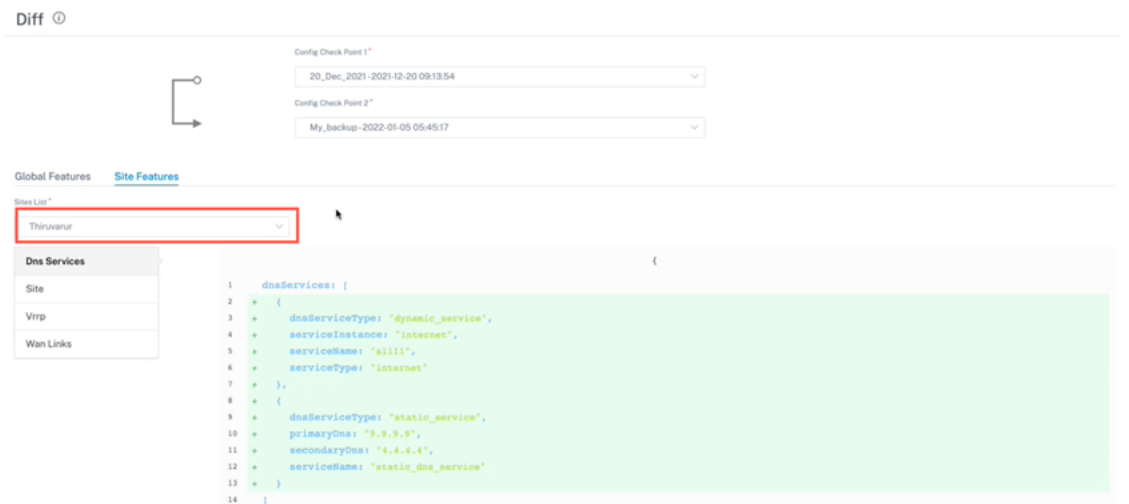 Diff
Config Check Point 1*
20_Dec_2021-2021-12-20 09:13:54
Config Check Point 2*
My_backup-2022-01-05 05:45:17
Global Features Site Features
Sites List*
Thiruvarur
Dns Services
Site
Vrrp
Wan Links
{
1 dnsServices: [
2 + {
3 + dnsServiceType: "dynamic_service",
4 + serviceInstance: "internet",
5 + serviceName: "al111",
6 + serviceType: "internet"
7 + },
8 + {
9 + dnsServiceType: "static_service",
10 + primaryDns: "9.9.9.9",
11 + secondaryDns: "4.4.4.4",
12 + serviceName: "static_dns_service"
13 + }
14 ]